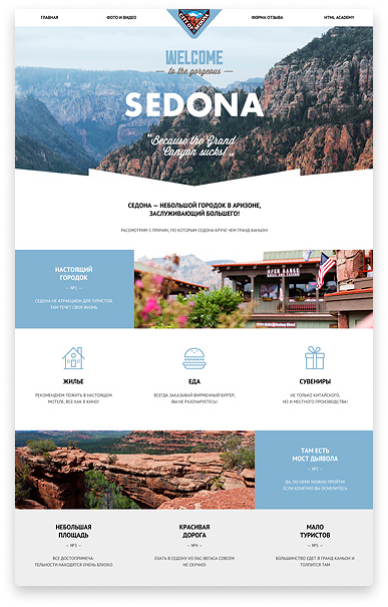 ГЛАВНАЯ
ФОТО И ВИДЕО
ФОРМА ОТЗЫВА
HTML ACADEMY
WELCOME
to the gorgeous
SEDONA
“Because the Grand
Canyon sucks!”
СЕДОНА — НЕБОЛЬШОЙ ГОРОДОК В АРИЗОНЕ,
ЗАСЛУЖИВАЮЩИЙ БОЛЬШЕГО!
РАССМОТРИМ 5 ПРИЧИН, ПО КОТОРЫМ СЕДОНА КРУЧЕ ЧЕМ ГРАНД КАНЬОН!
НАСТОЯЩИЙ
ГОРОДОК
— №1 —
СЕДОНА НЕ АТТРАКЦИОН ДЛЯ ТУРИСТОВ,
ТАМ ТЕЧЕТ СВОЯ ЖИЗНЬ
OPEN RANGE
ЖИЛЬЕ
РЕКОМЕНДУЕМ ПОЖИТЬ В НАСТОЯЩЕМ
МОТЕЛЕ, ВСЕ КАК В КИНО!
ЕДА
ВСЕГДА ЗАКАЗЫВАЙ ФИРМЕННЫЙ БУРГЕР,
ВЫ НЕ РАЗОЧАРУЕТЕСЬ!
СУВЕНИРЫ
НЕ ТОЛЬКО КИТАЙСКОГО,
НО И МЕСТНОГО ПРОИЗВОДСТВА!
ТАМ ЕСТЬ
МОСТ ДЬЯВОЛА
— №2 —
ДА, ПО НЕМУ МОЖНО ПРОЙТИ
ЕСЛИ КОНЕЧНО ВЫ ОСМЕЛИТЕСЬ
НЕБОЛЬШАЯ
ПЛОЩАДЬ
— №3 —
ВСЕ ДОСТОПРИМЕЧА-
ТЕЛЬНОСТИ НАХОДЯТСЯ ОЧЕНЬ БЛИЗКО
КРАСИВАЯ
ДОРОГА
— №4 —
ЕХАТЬ В СЕДОНУ ИЗ ЛАС ВЕГАСА СОВСЕМ
НЕ СКУЧНО!
МАЛО
ТУРИСТОВ
— №5 —
БОЛЬШИНСТВО ЕДЕТ В ГРАНД КАНЬОН И
ТОЛПИТСЯ ТАМ